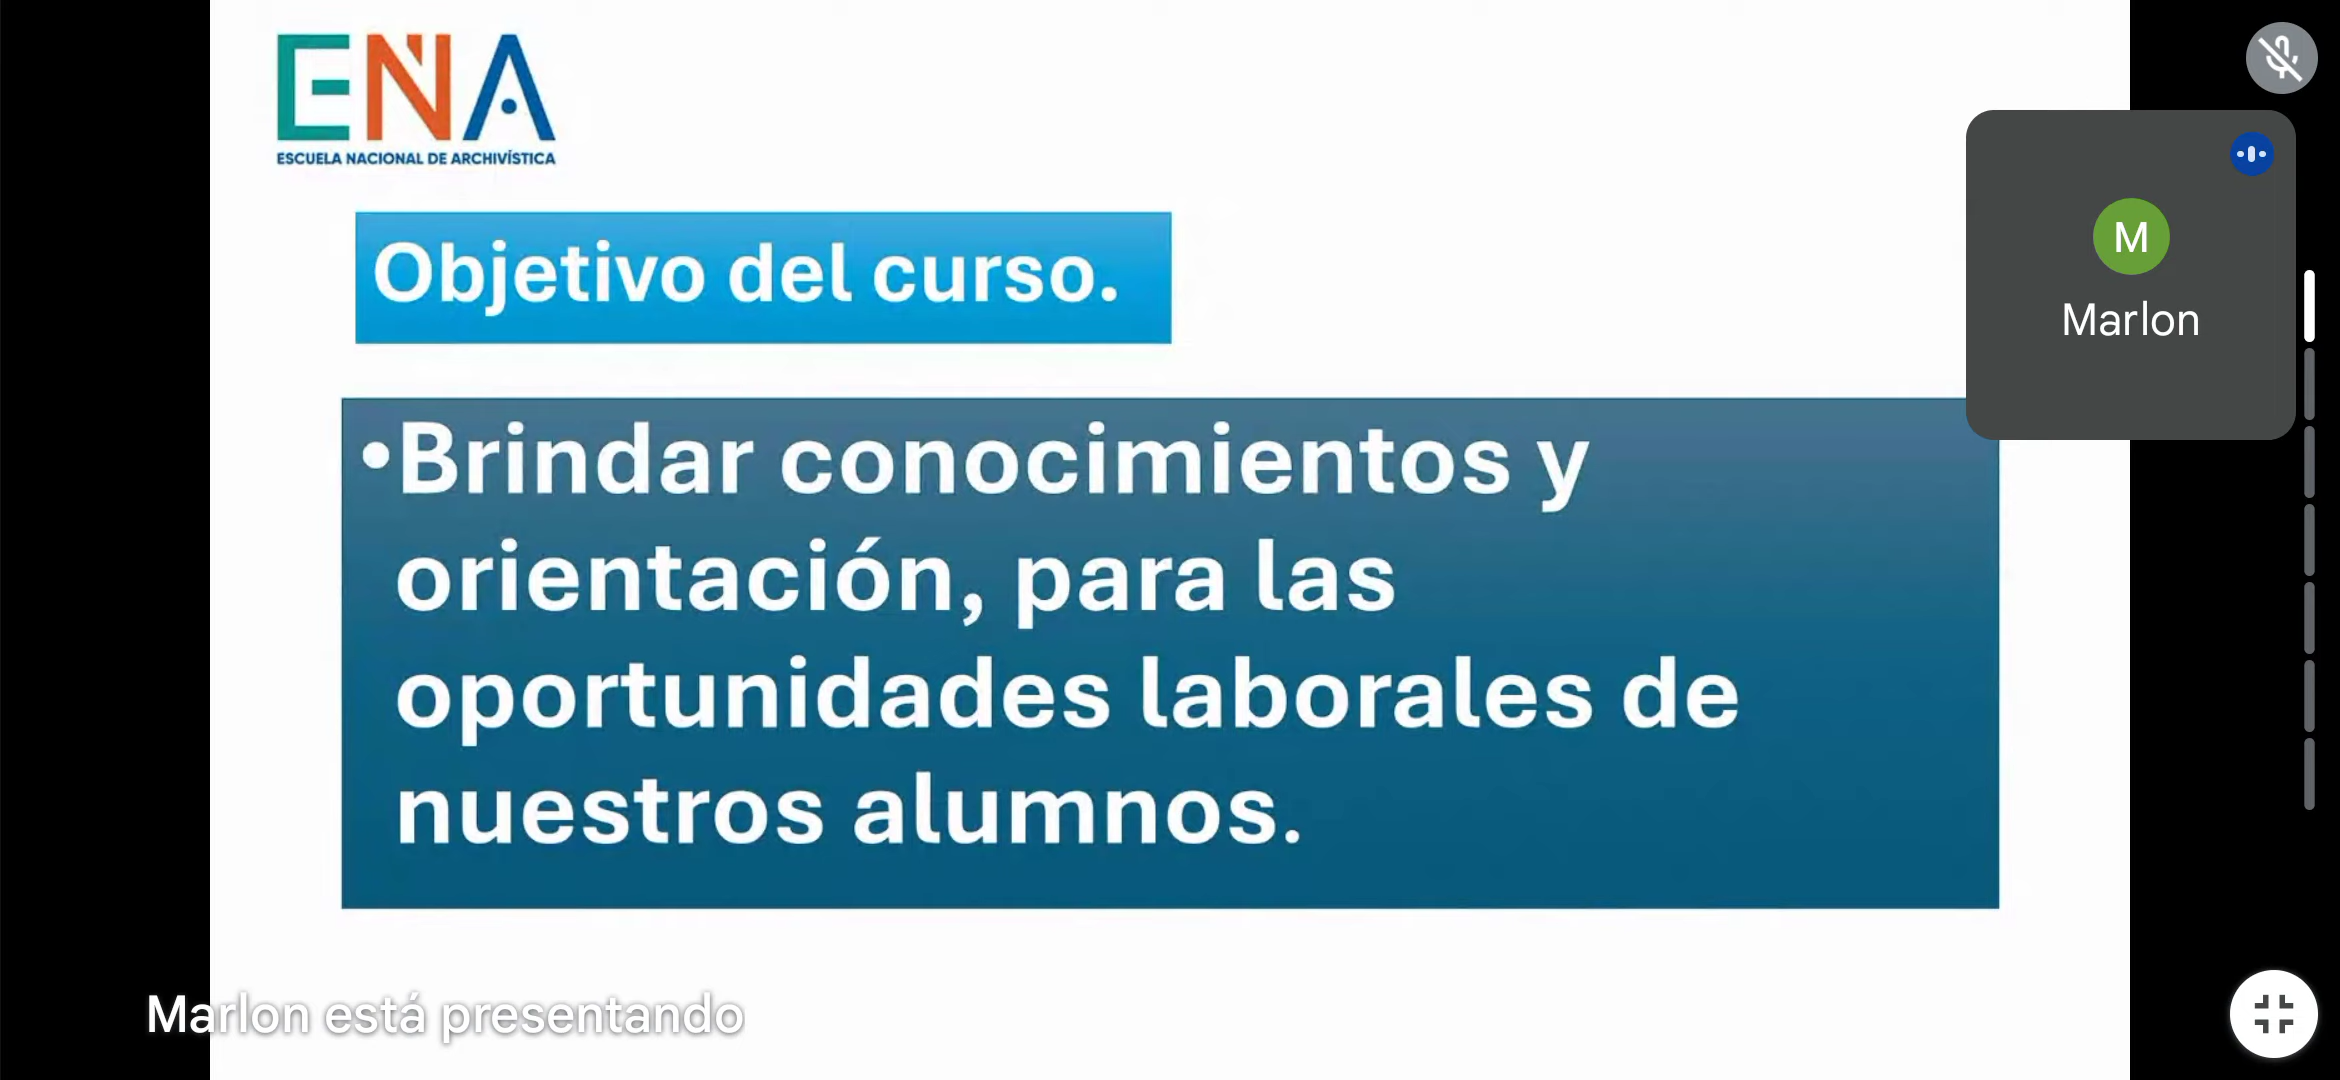 ENA
ESCUELA NACIONAL DE ARCHIVÍSTICA
Objetivo del curso.
•Brindar conocimientos y
orientación, para las
oportunidades laborales de
nuestros alumnos.
M
Marlon
Marlon está presentando